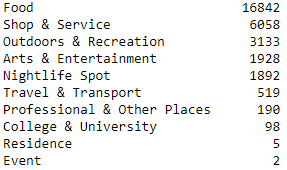 Food 16842
Shop & Service 6058
Outdoors & Recreation 3133
Arts & Entertainment 1928
Nightlife Spot 1892
Travel & Transport 519
Professional & Other Places 190
College & University 98
Residence 5
Event 2